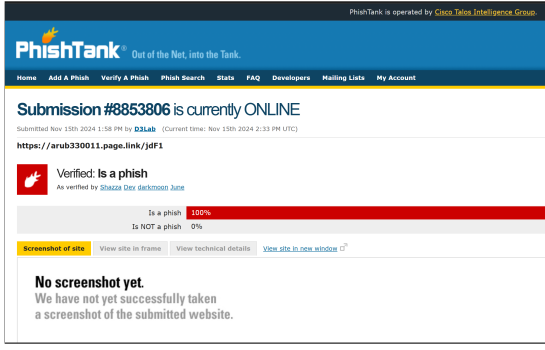 PhishTank is operated by Cisco Talos Intelligence Group.
PhishTank® Out of the Net, into the Tank.
Home Add A Phish Verify A Phish Phish Search Stats FAQ Developers Mailing Lists My Account
Submission #8853806 is currently ONLINE
Submitted Nov 15th 2024 1:58 PM by D3Lab (Current time: Nov 15th 2024 2:33 PM UTC)
https://arub330011.page.link/jdF1
Verified: Is a phish
As verified by Shazza Dev darkmoon June
Is a phish 100%
Is NOT a phish 0%
Screenshot of site View site in frame View technical details View site in new window
No screenshot yet.
We have not yet successfully taken
a screenshot of the submitted website.